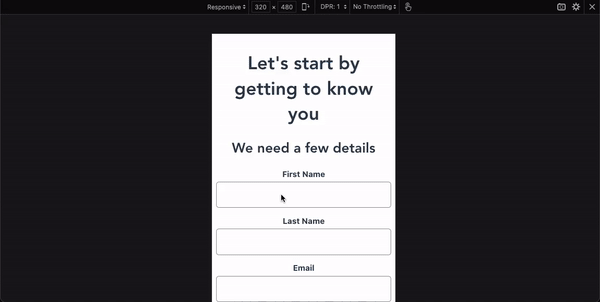 Responsive 320 × 480 DPR: 1 No Throttling
Let's start by
getting to know
you
We need a few details
First Name
Last Name
Email